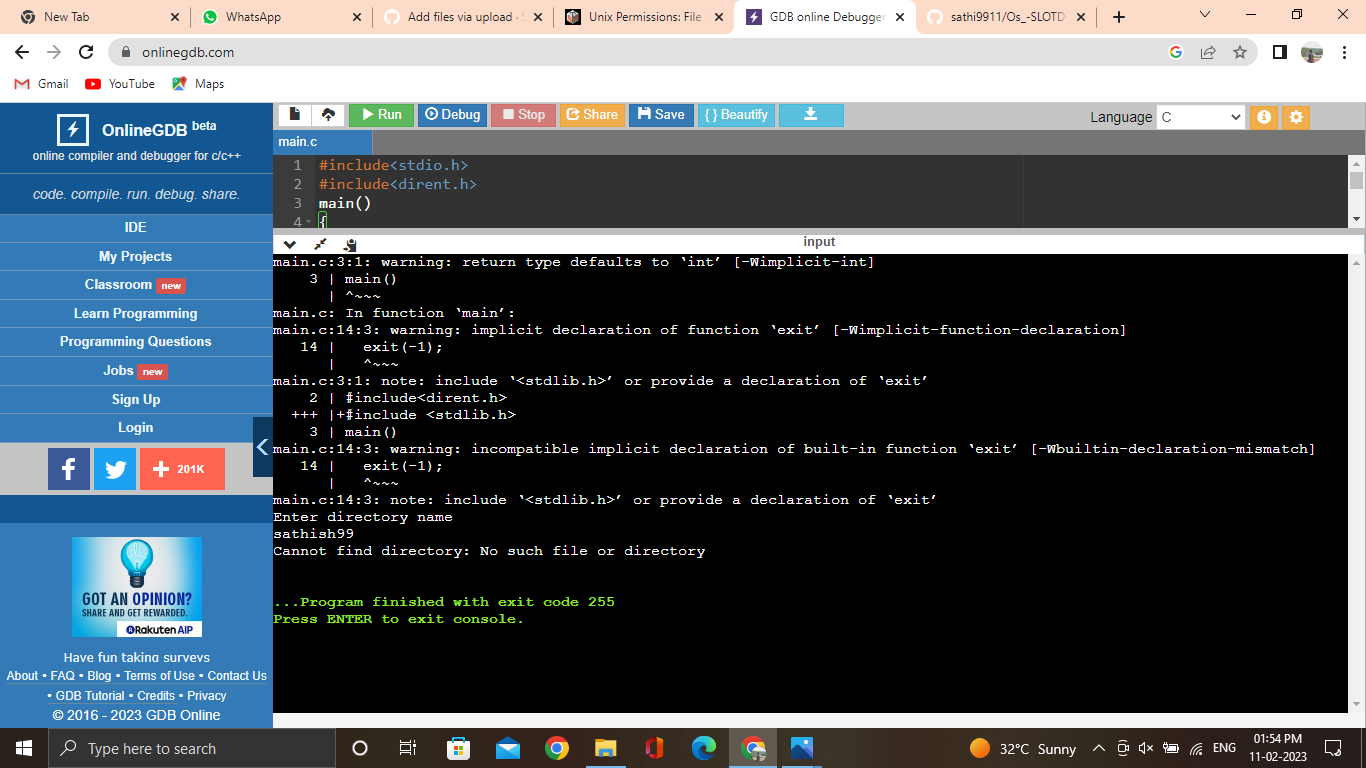 New Tab
WhatsApp
Add files via upload · S
Unix Permissions: File
GDB online Debugger
sathi9911/Os_-SLOTD
onlinegdb.com
Gmail
YouTube
Maps
OnlineGDB beta
online compiler and debugger for c/c++
code. compile. run. debug. share.
IDE
My Projects
Classroom new
Learn Programming
Programming Questions
Jobs new
Sign Up
Login
201K
GOT AN OPINION?
SHARE AND GET REWARDED.
Rakuten AIP
Have fun taking surveys
About • FAQ • Blog • Terms of Use • Contact Us
• GDB Tutorial • Credits • Privacy
© 2016 - 2023 GDB Online
Run
Debug
Stop
Share
Save
{ } Beautify
Language C
main.c
1 #include<stdio.h>
2 #include<dirent.h>
3 main()
4 {
input
main.c:3:1: warning: return type defaults to ‘int’ [-Wimplicit-int]
3 | main()
| ^~~~
main.c: In function ‘main’:
main.c:14:3: warning: implicit declaration of function ‘exit’ [-Wimplicit-function-declaration]
14 | exit(-1);
| ^~~~
main.c:3:1: note: include ‘<stdlib.h>’ or provide a declaration of ‘exit’
2 | #include<dirent.h>
+++ |+#include <stdlib.h>
3 | main()
main.c:14:3: warning: incompatible implicit declaration of built-in function ‘exit’ [-Wbuiltin-declaration-mismatch]
14 | exit(-1);
| ^~~~
main.c:14:3: note: include ‘<stdlib.h>’ or provide a declaration of ‘exit’
Enter directory name
sathish99
Cannot find directory: No such file or directory
...Program finished with exit code 255
Press ENTER to exit console.
Type here to search
32°C Sunny
ENG
01:54 PM
11-02-2023